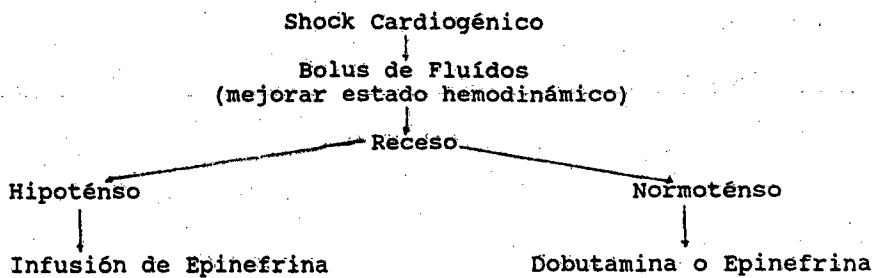 Shock Cardiogénico
Bolus de Fluídos
(mejorar estado hemodinámico)
Receso
Hipoténso
Normoténso
Infusión de Epinefrina
Dobutamina o Epinefrina